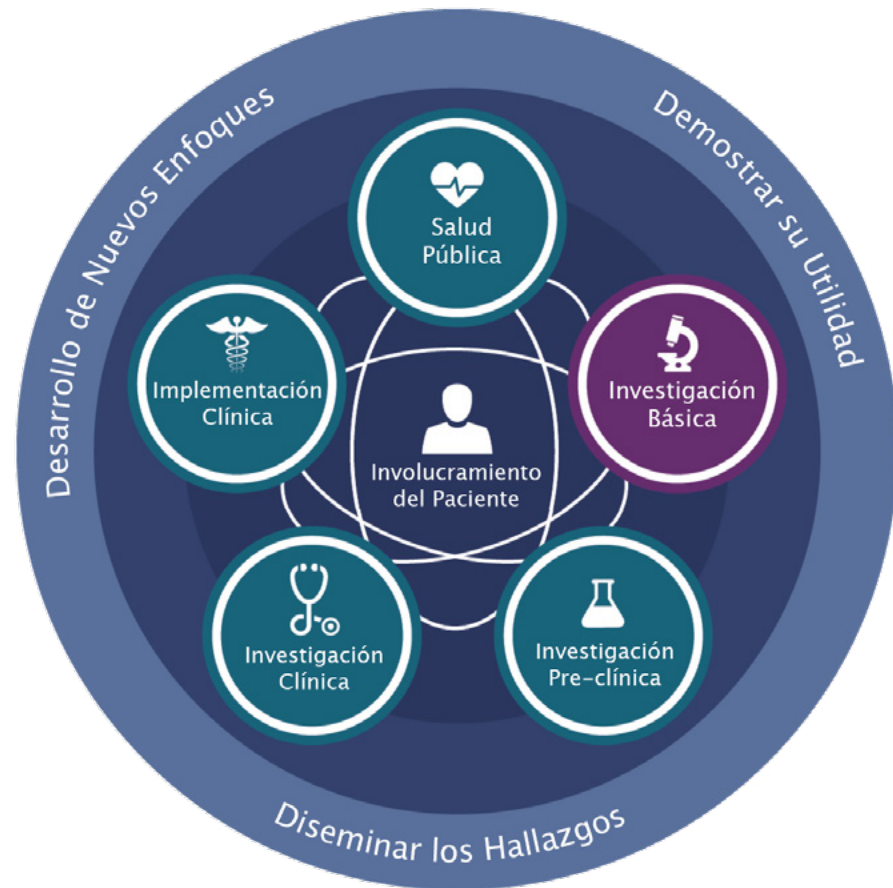 Desarrollo de Nuevos Enfoques
Demostrar su Utilidad
Salud
Pública
Implementación
Clínica
Investigación
Básica
Involucramiento
del Paciente
Investigación
Clínica
Investigación
Pre-clínica
Diseminar los Hallazgos